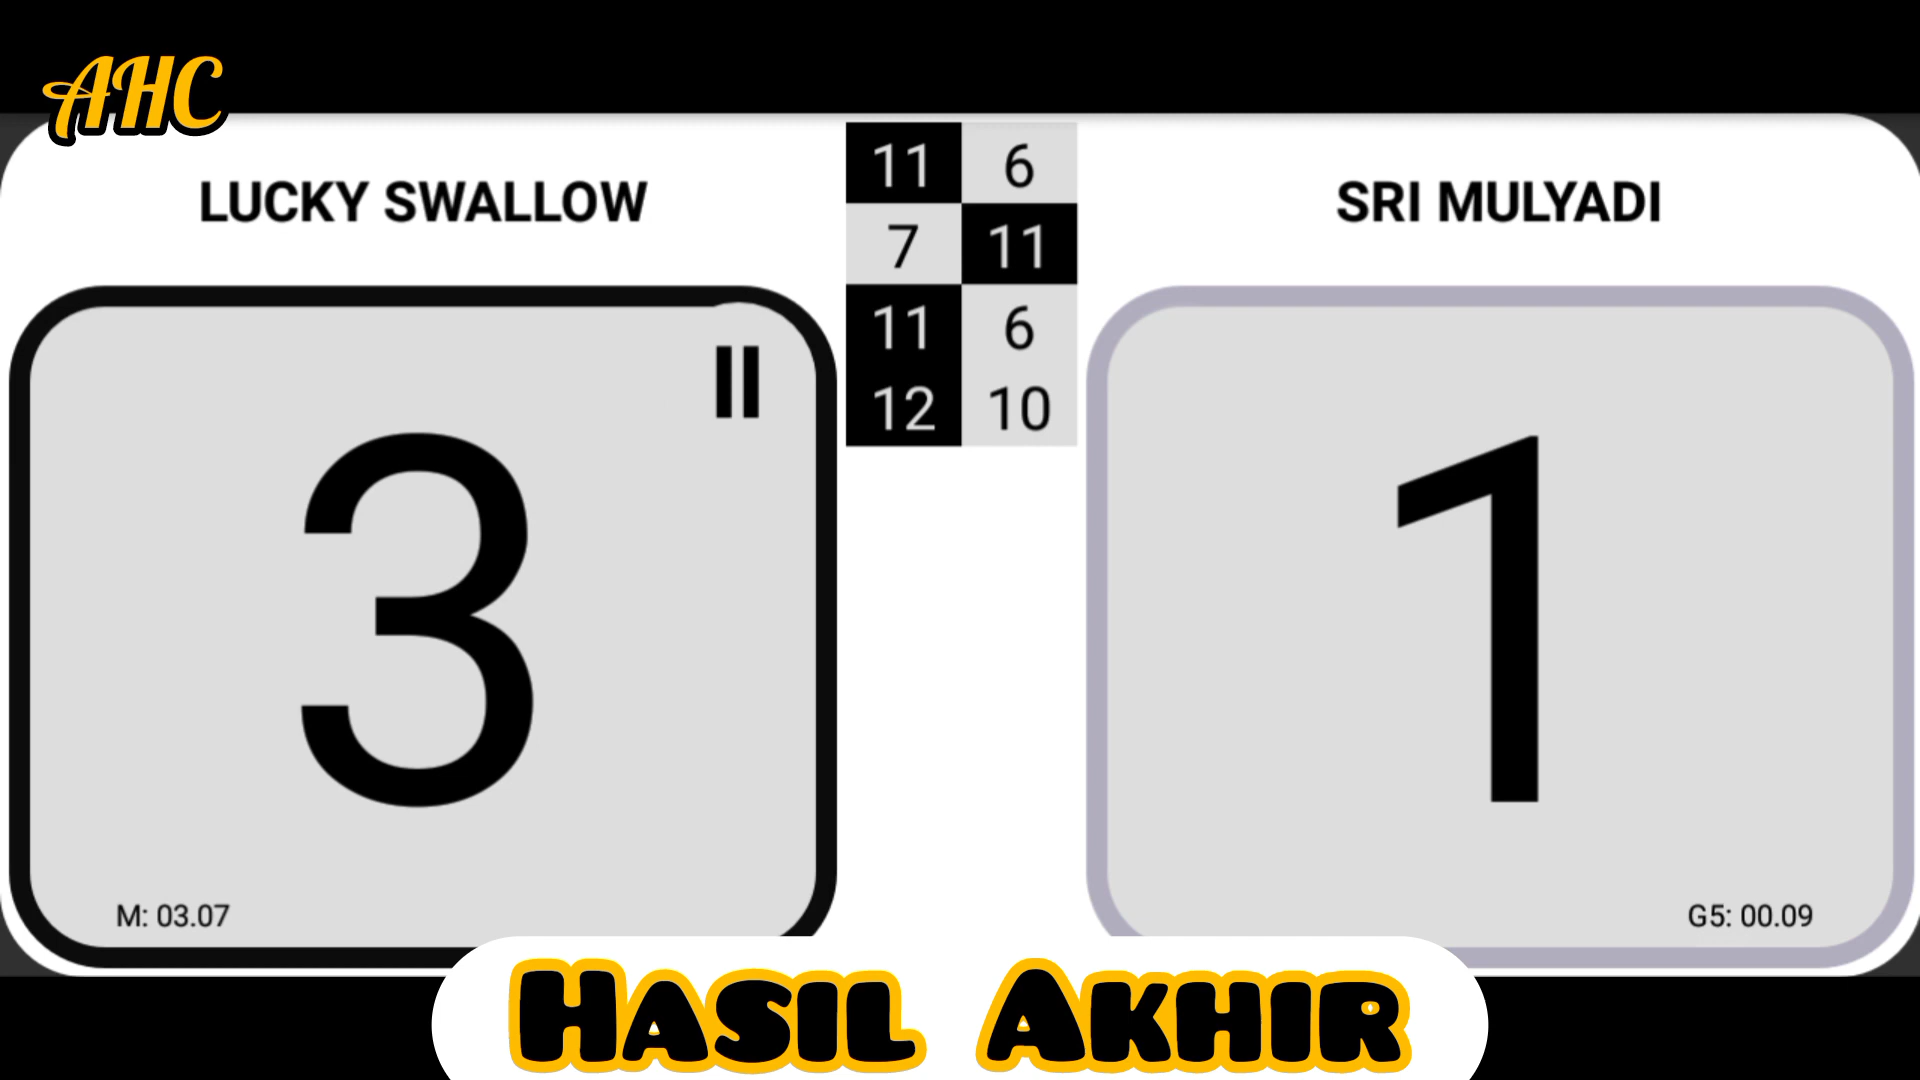 AHC
LUCKY SWALLOW
SRI MULYADI
11 6
7 11
11 6
12 10
3
1
M: 03.07
G5: 00.09
HASIL AKHIR